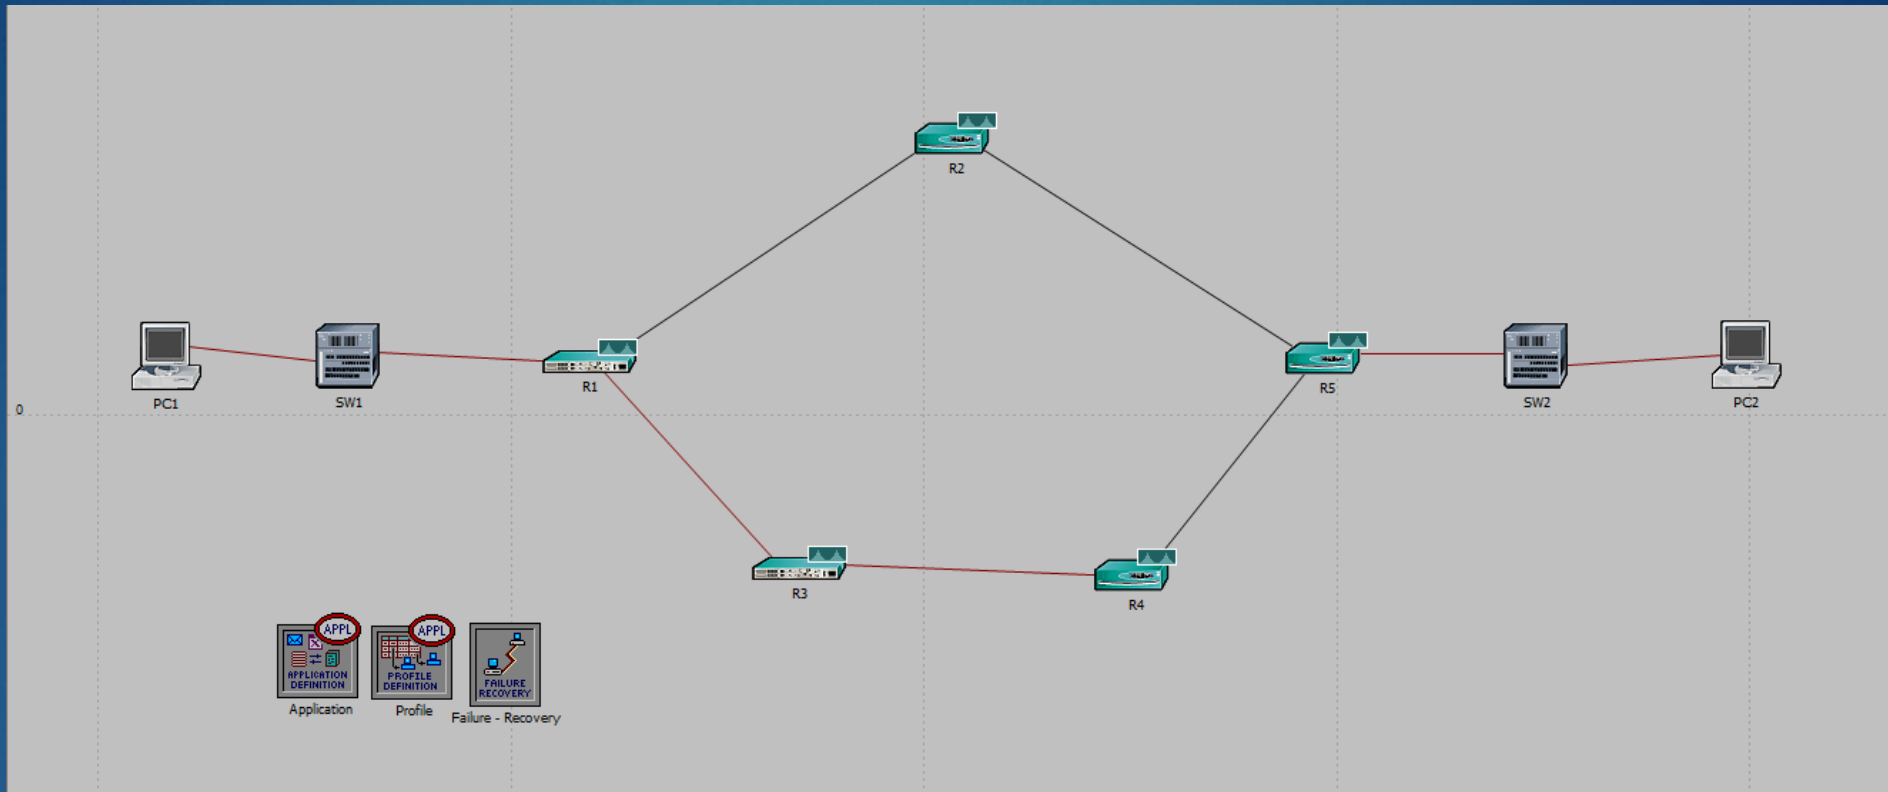 R2
PC1
SW1
R1
R5
SW2
PC2
0
R3
R4
APPL
APPLICATION
DEFINITION
Application
APPL
PROFILE
DEFINITION
Profile
FAILURE
RECOVERY
Failure - Recovery